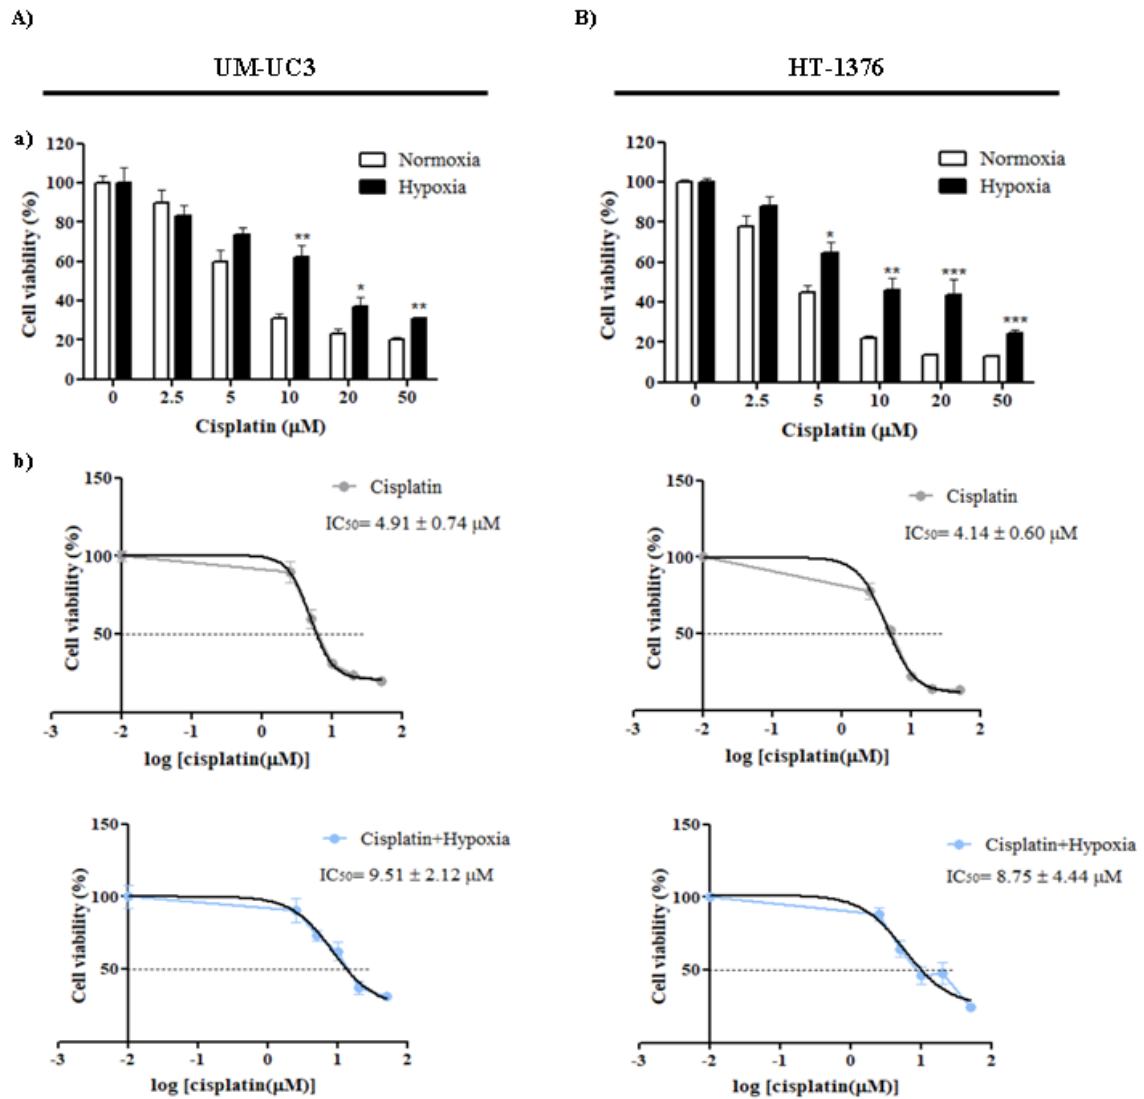 A)
B)
UM-UC3
HT-1376
a)
120
100
80
60
40
20
0
Cell viability (%)
Normoxia
Hypoxia
**
*
**
0 2.5 5 10 20 50
Cisplatin (µM)
120
100
80
60
40
20
0
Cell viability (%)
Normoxia
Hypoxia
*
**
***
***
0 2.5 5 10 20 50
Cisplatin (µM)
b)
150
100
50
Cell viability (%)
Cisplatin
IC50= 4.91 ± 0.74 µM
-3 -2 -1 0 1 2
log [cisplatin(µM)]
150
100
50
Cell viability (%)
Cisplatin
IC50= 4.14 ± 0.60 µM
-3 -2 -1 0 1 2
log [cisplatin(µM)]
150
100
50
Cell viability (%)
Cisplatin+Hypoxia
IC50= 9.51 ± 2.12 µM
-3 -2 -1 0 1 2
log [cisplatin(µM)]
150
100
50
Cell viability (%)
Cisplatin+Hypoxia
IC50= 8.75 ± 4.44 µM
-3 -2 -1 0 1 2
log [cisplatin(µM)]